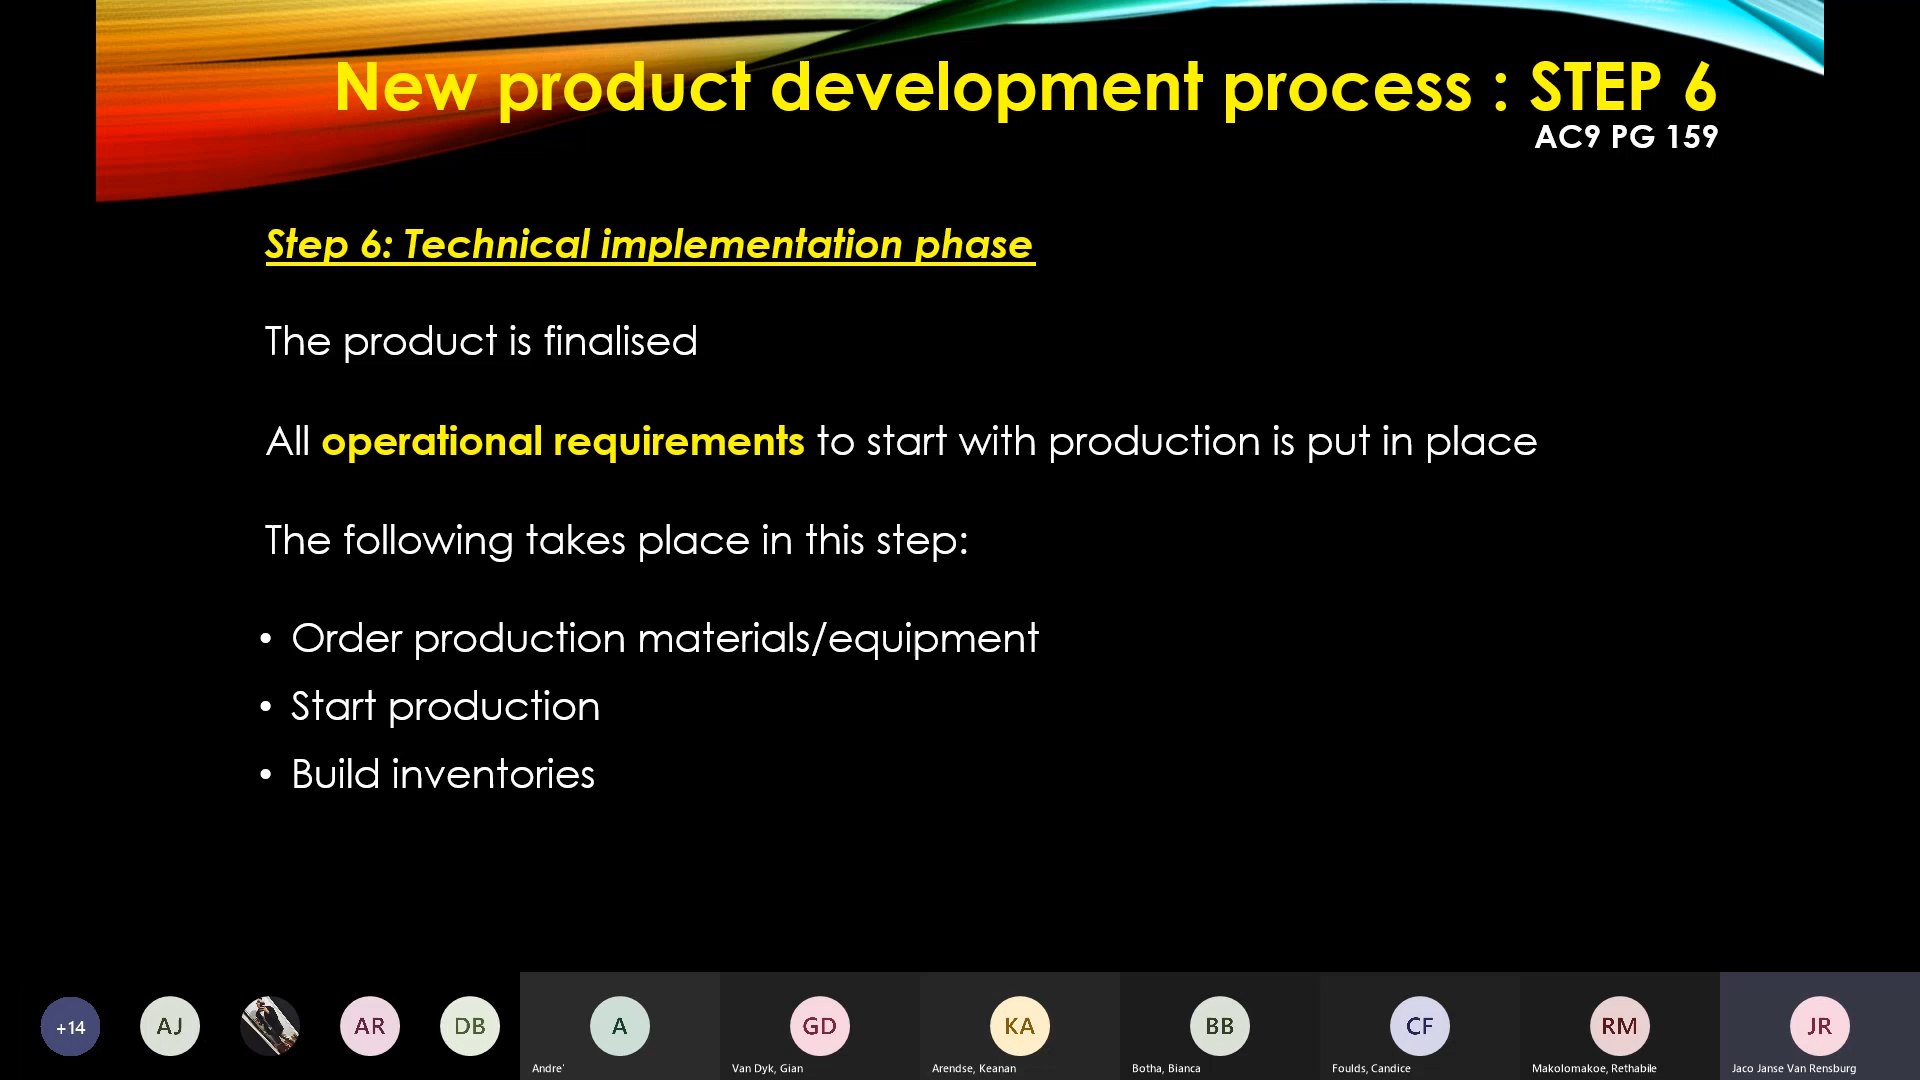 New product development process : STEP 6
AC9 PG 159
Step 6: Technical implementation phase
The product is finalised
All operational requirements to start with production is put in place
The following takes place in this step:
• Order production materials/equipment
• Start production
• Build inventories
+14
AJ
AR
DB
A
GD
KA
BB
CF
RM
JR
Andre'
Van Dyk, Gian
Arendse, Keanan
Botha, Bianca
Foulds, Candice
Makolomakoe, Rethabile
Jaco Janse Van Rensburg